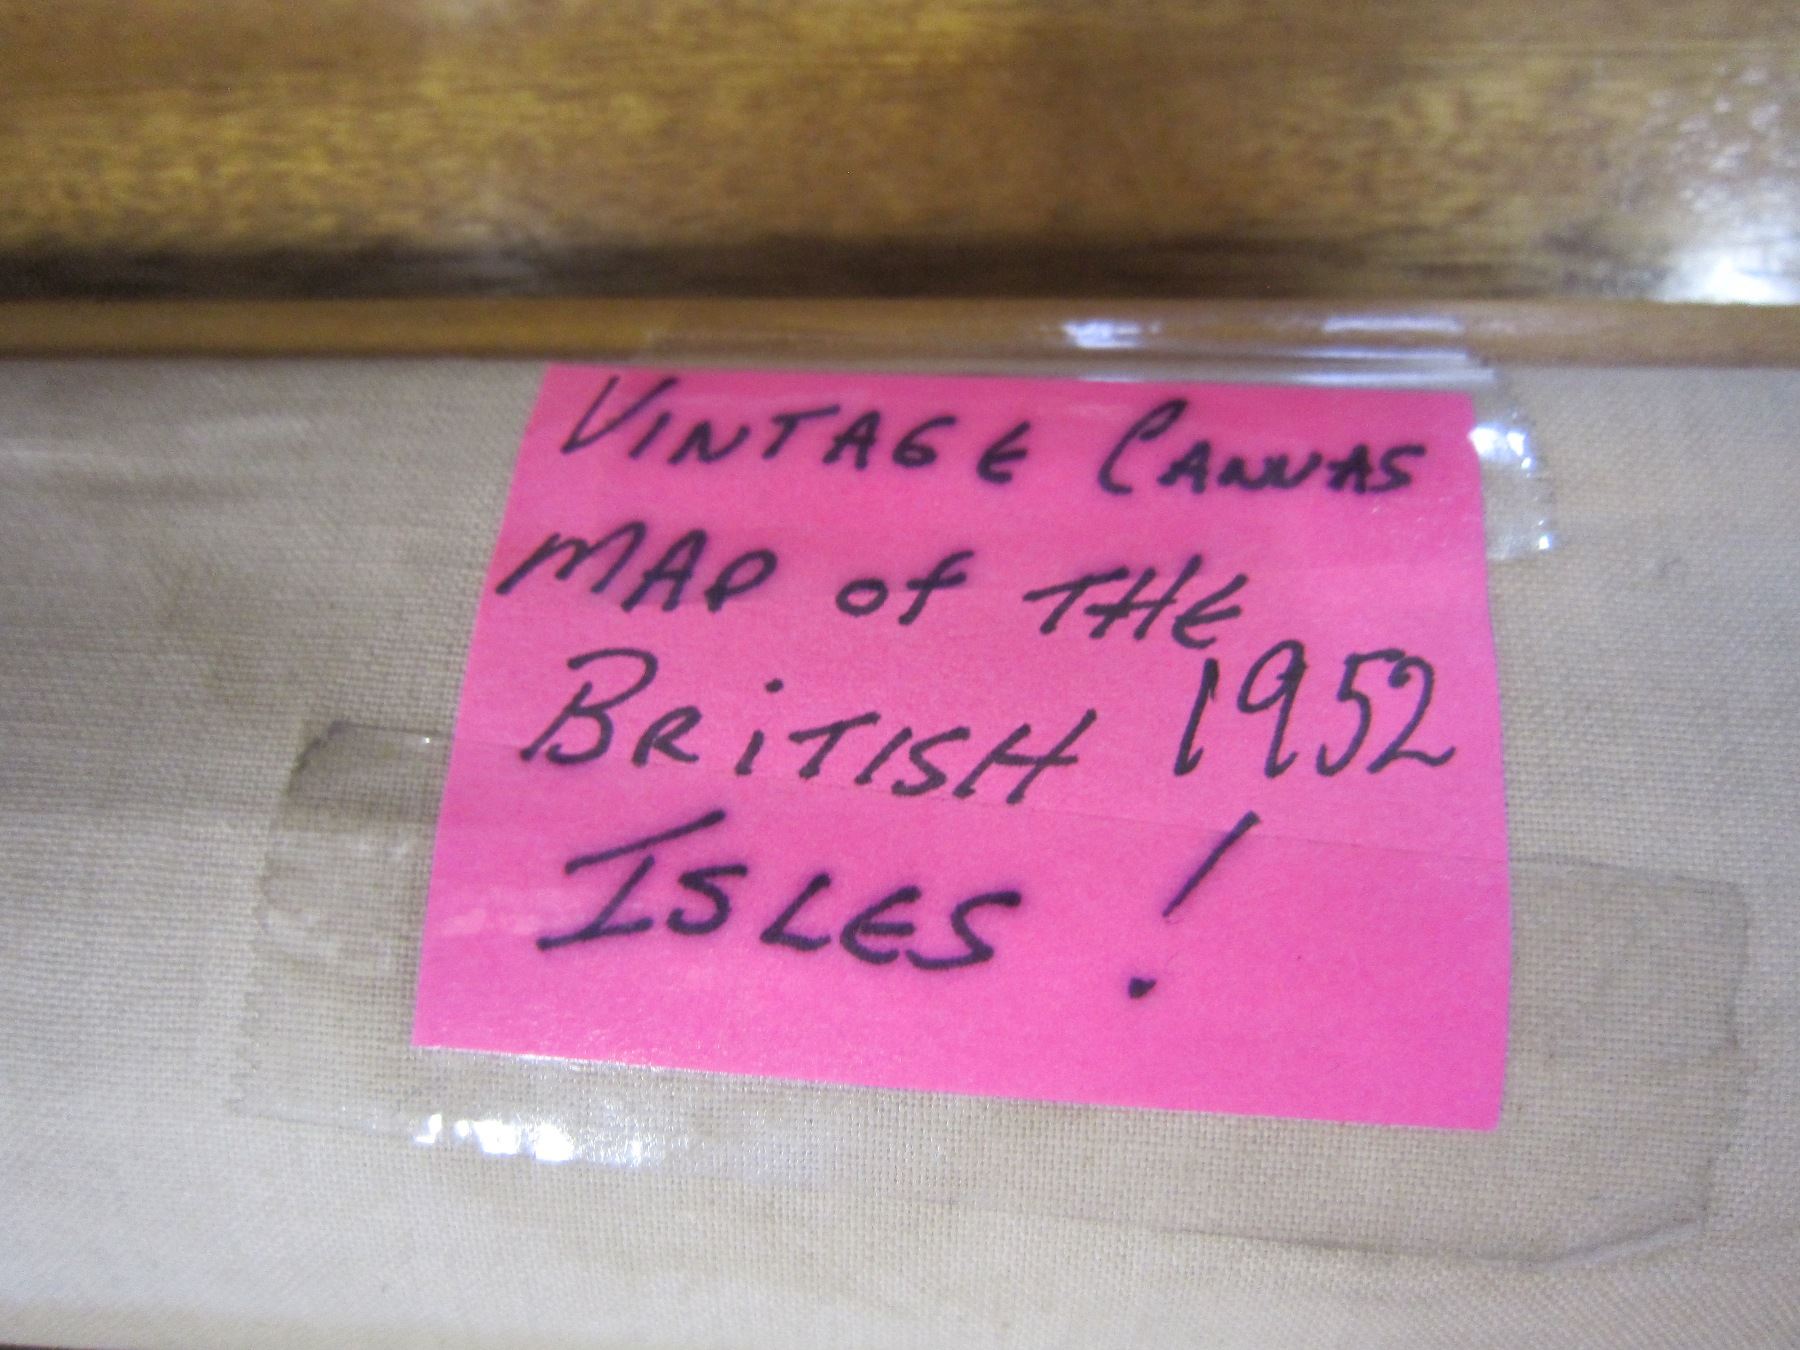 VINTAGE CANVAS
MAP of THE
BRiTISH 1952
ISLES !